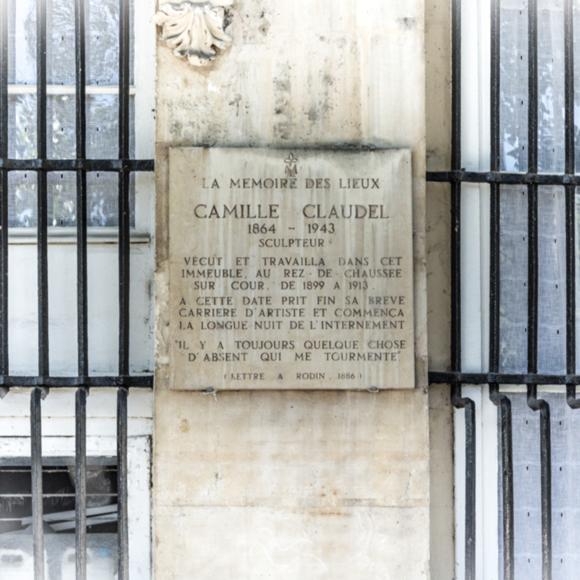 LA MEMOIRE DES LIEUX
CAMILLE CLAUDEL
1864 - 1943
SCULPTEUR
VECUT ET TRAVAILLA DANS CET
IMMEUBLE, AU REZ-DE-CHAUSSEE
SUR COUR, DE 1899 A 1913.
A CETTE DATE PRIT FIN SA BREVE
CARRIERE D'ARTISTE ET COMMENÇA
LA LONGUE NUIT DE L'INTERNEMENT
"IL Y A TOUJOURS QUELQUE CHOSE
D'ABSENT QUI ME TOURMENTE"
(LETTRE A RODIN, 1886)